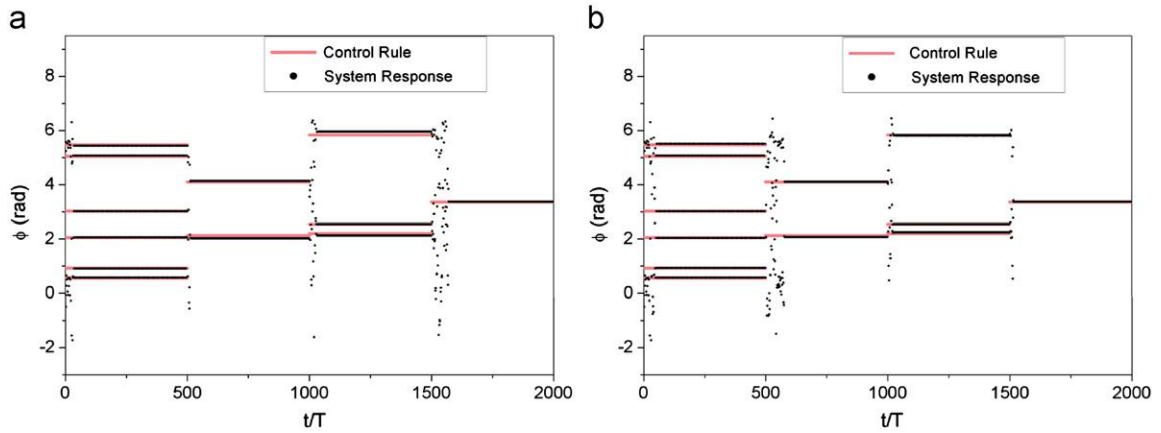 a
Control Rule
System Response
8
6
4
2
0
-2
ϕ (rad)
0 500 1000 1500 2000
t/T
b
Control Rule
System Response
8
6
4
2
0
-2
ϕ (rad)
0 500 1000 1500 2000
t/T